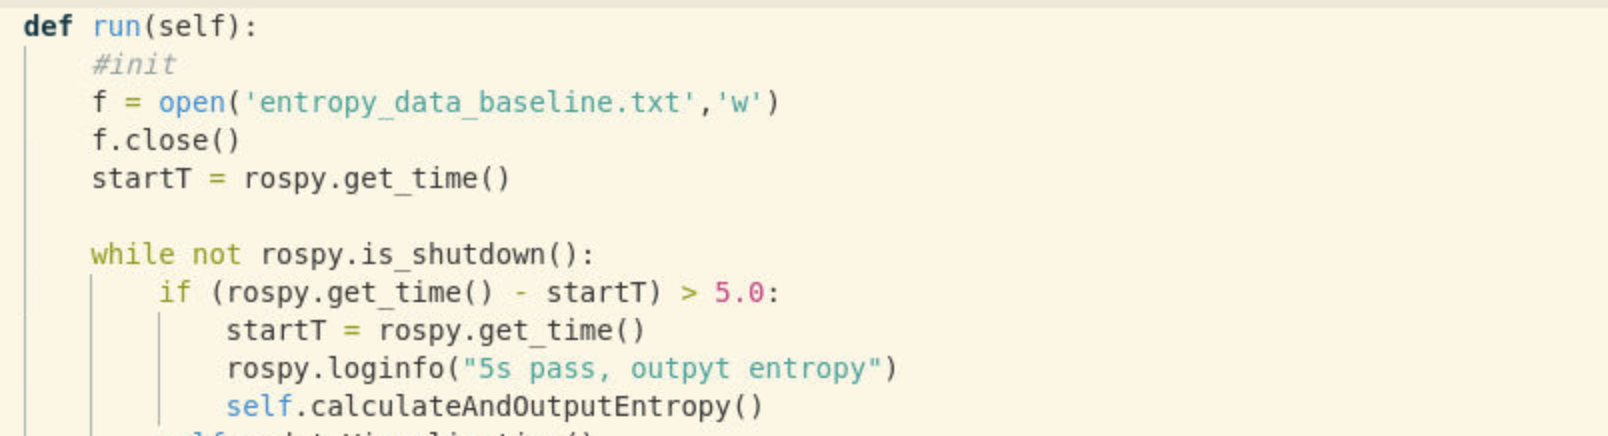 def run(self):
#init
f = open('entropy_data_baseline.txt','w')
f.close()
startT = rospy.get_time()
while not rospy.is_shutdown():
if (rospy.get_time() - startT) > 5.0:
startT = rospy.get_time()
rospy.loginfo("5s pass, outpyt entropy")
self.calculateAndOutputEntropy()